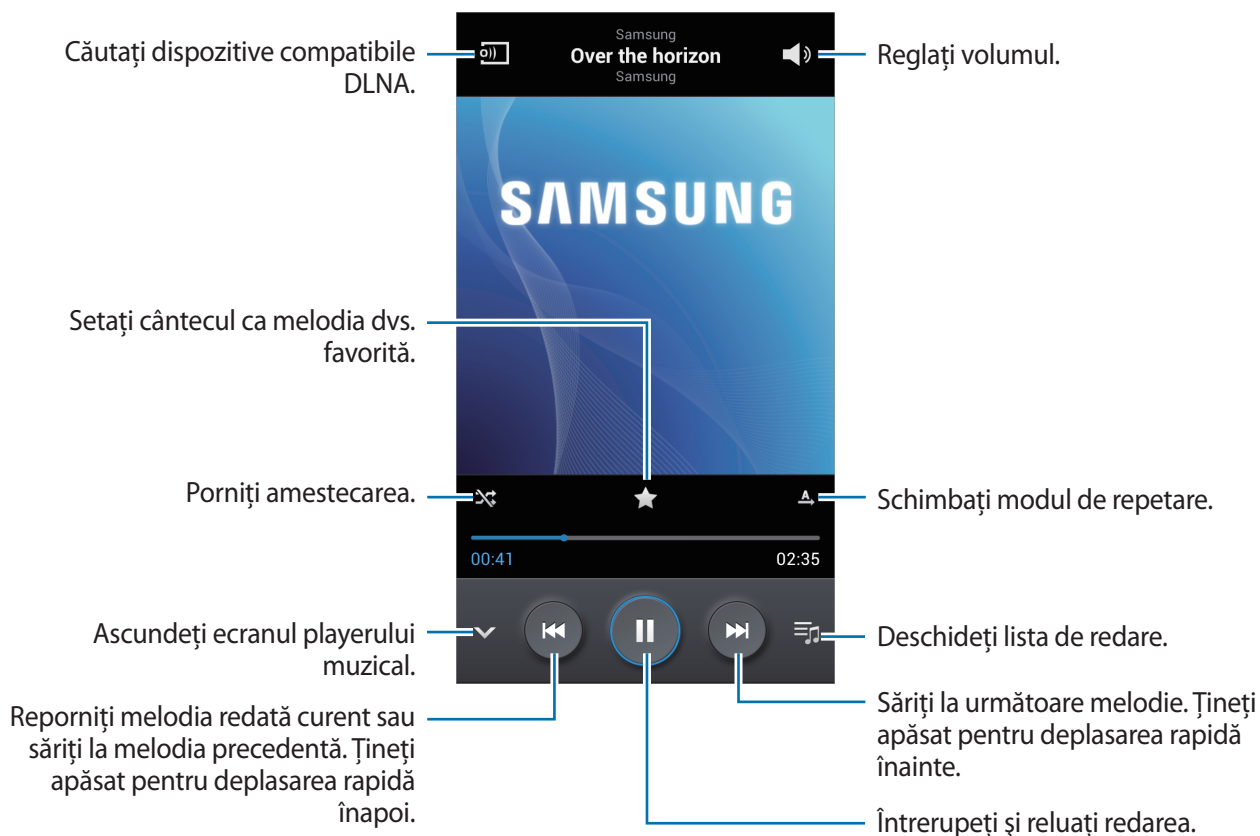 Căutați dispozitive compatibile
DLNA.
Samsung
Over the horizon
Samsung
Reglați volumul.
SAMSUNG
Setați cântecul ca melodia dvs.
favorită.
Porniți amestecarea.
A
Schimbați modul de repetare.
00:41
02:35
Ascundeți ecranul playerului
muzical.
Deschideți lista de redare.
Reporniți melodia redată curent sau
săriți la melodia precedentă. Țineți
apăsat pentru deplasarea rapidă
înapoi.
Săriți la următoare melodie. Țineți
apăsat pentru deplasarea rapidă
înainte.
Întrerupeți şi reluați redarea.